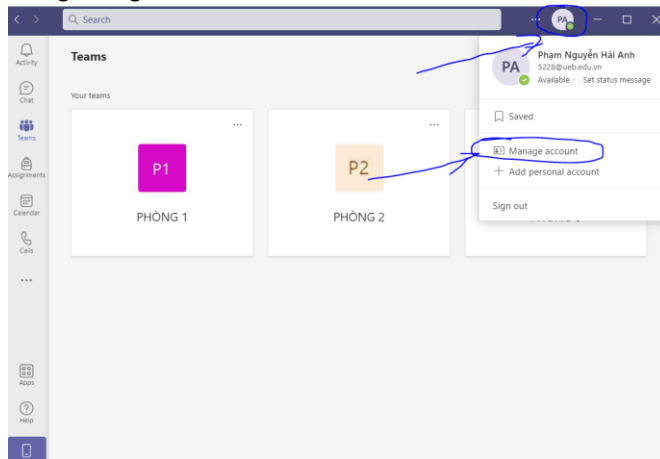 Search
PA
Activity
Chat
Teams
Assignments
Calendar
Calls
Apps
Help
Teams
Your teams
P1
PHÒNG 1
P2
PHÒNG 2
PA
Phạm Nguyễn Hải Anh
5228@ueb.edu.vn
Available
Set status message
Saved
Manage account
+ Add personal account
Sign out